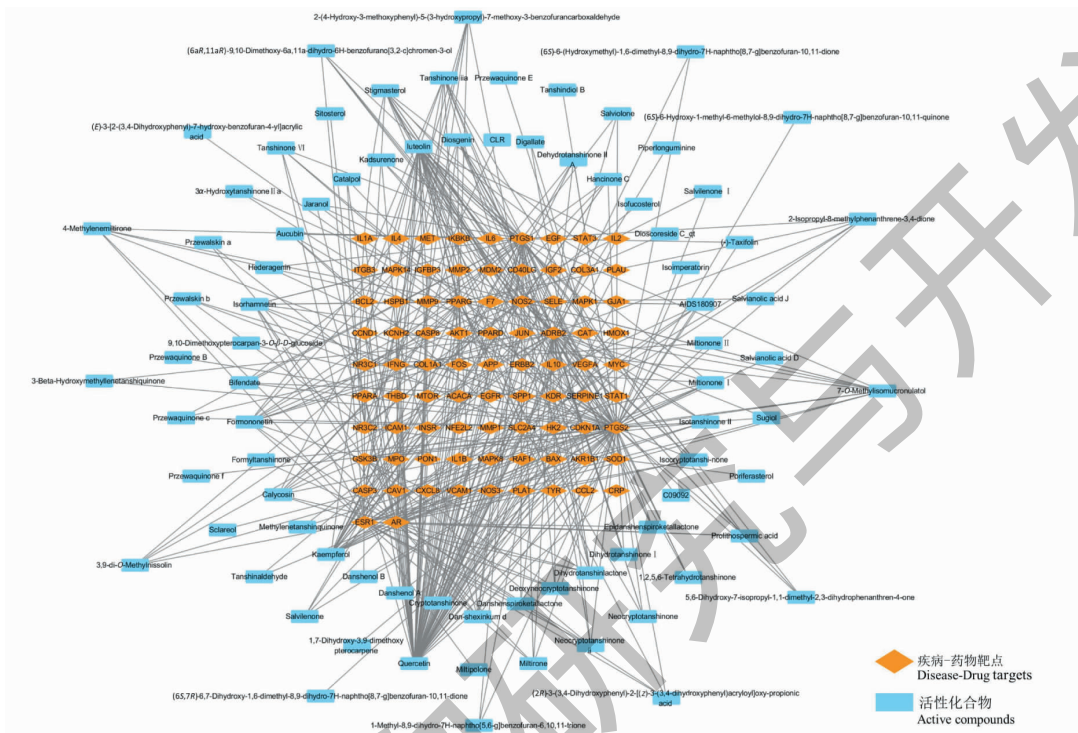 2-(4-Hydroxy-3-methoxyphenyl)-5-(3-hydroxypropyl)-7-methoxy-3-benzofurancarboxaldehyde
(6aR,11aR)-9,10-Dimethoxy-6a,11a-dihydro-6H-benzofurano[3,2-c]chromen-3-ol
(6S)-6-(Hydroxymethyl)-1,6-dimethyl-8,9-dihydro-7H-naphtho[8,7-g]benzofuran-10,11-dione
Tanshinone iia
Przewaquinone E
Stigmasterol
Tanshindiol B
Sitosterol
Salviolone
(6S)-6-Hydroxy-1-methyl-6-methylol-8,9-dihydro-7H-naphtho[8,7-g]benzofuran-10,11-quinone
(E)-3-[2-(3,4-Dihydroxyphenyl)-7-hydroxy-benzofuran-4-yl]acrylic
acid
Tanshinone Ⅵ
luteolin
Diosgenin
CLR
Digallate
Piperlongumine
Kadsurenone
Dehydrotanshinone Ⅱ
A
Catalpol
Hancinone C
3α-Hydroxytanshinone Ⅱa
Jaranol
Isofucosterol
Salvilenone Ⅰ
2-Isopropyl-8-methylphenanthrene-3,4-dione
4-Methylenemiltirone
Aucubin
Dioscoreside C_qt
Przewalskin a
(-)-Taxifolin
IL1A IL4 MET IKBKB IL6 PTGS1 EGF STAT3 IL2
Hederagenin
Isoimperatorin
ITGB3 MAPK14 IGFBP3 MMP2 MDM2 CD40LG IGF2 COL3A1 PLAU
Przewalskin b
Isorhamnetin
AIDS180907
Salvianolic acid J
BCL2 HSPB1 MMP9 PPARG F7 NOS2 SELE MAPK1 GJA1
CCND1 KCNH2 CASP8 AKT1 PPARD JUN ADRB2 CAT HMOX1
9,10-Dimethoxypterocarpan-3-O-β-D-glucoside
Miltionone Ⅱ
Przewaquinone B
Salvianolic acid D
NR3C1 IFNG COL1A1 FOS APP ERBB2 IL10 VEGFA MYC
3-Beta-Hydroxymethyllenetanshiquinone
Bifendate
Miltionone Ⅰ
7-O-Methylisomucronulatol
PPARA THBD MTOR ACACA EGFR SPP1 KDR SERPINE1 STAT1
Przewaquinone c
Formononetin
Isotanshinone Ⅱ
Sugiol
NR3C2 ICAM1 INSR NFE2L2 MMP1 SLC2A4 HK2 CDKN1A PTGS2
Formyltanshinone
Isocryptotanshi-none
GSK3B MPO PON1 IL1B MAPK8 RAF1 BAX AKR1B1 SOD1
Przewaquinone f
Poriferasterol
Calycosin
C09092
CASP3 CAV1 CXCL8 VCAM1 NOS3 PLAT TYR CCL2 CRP
Sclareol
Methylenetanshinquinone
ESR1 AR
Epidanshenspiroketallactone
Prolithospermic acid
Kaempferol
Dihydrotanshinone Ⅰ
3,9-di-O-Methylnissolin
Tanshinaldehyde
Danshenol B
Dihydrotanshinlactone
1,2,5,6-Tetrahydrotanshinone
Danshenol A
Deoxyneocryptotanshinone
5,6-Dihydroxy-7-isopropyl-1,1-dimethyl-2,3-dihydrophenanthren-4-one
Salvilenone
Cryptotanshinone
Danshenspiroketallactone
Dan-shexinkum d
Neocryptotanshinone
1,7-Dihydroxy-3,9-dimethoxy
pterocarpene
Neocryptotanshinone
ii
Quercetin
Miltipolone
Miltirone
疾病-药物靶点
Disease-Drug targets
(6S,7R)-6,7-Dihydroxy-1,6-dimethyl-8,9-dihydro-7H-naphtho[8,7-g]benzofuran-10,11-dione
(2R)-3-(3,4-Dihydroxyphenyl)-2-[(z)-3-(3,4-dihydroxyphenyl)acryloyl]oxy-propionic
acid
活性化合物
Active compounds
1-Methyl-8,9-dihydro-7H-naphtho[5,6-g]benzofuran-6,10,11-trione
研究与开发